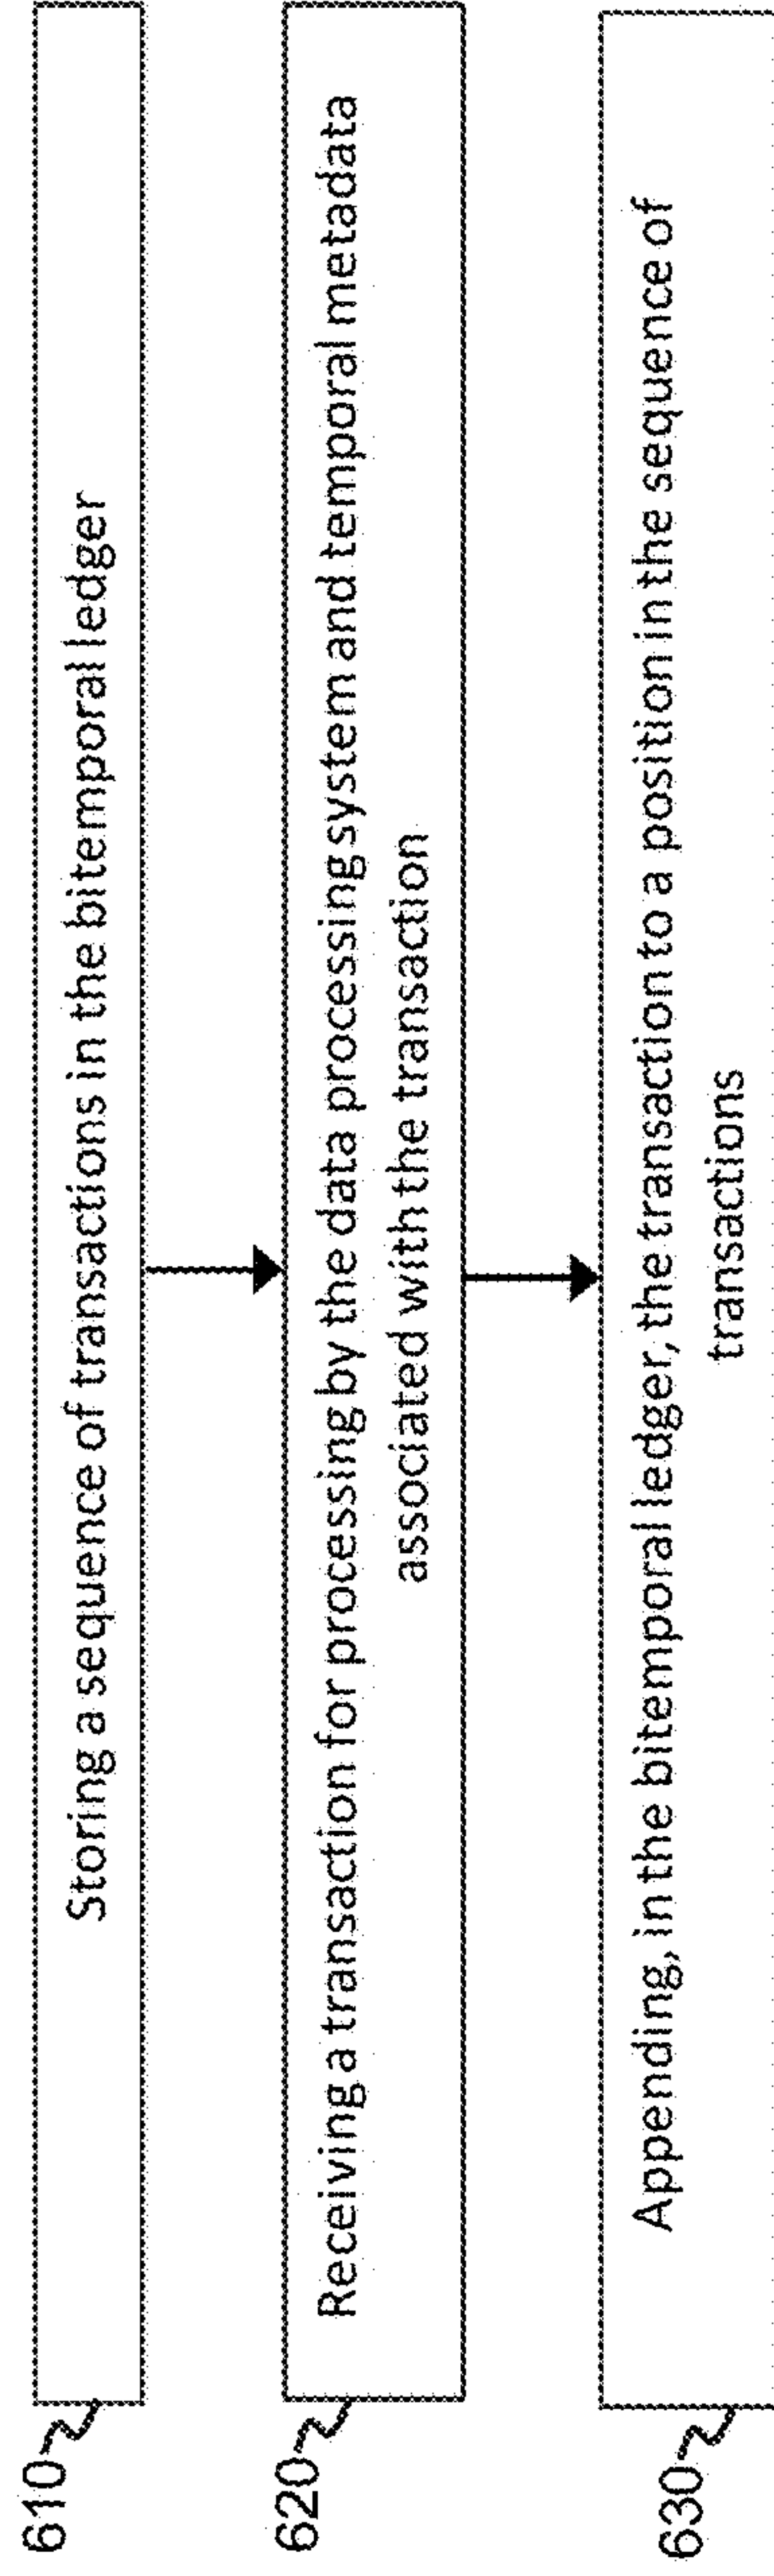 610
Storing a sequence of transactions in the bitemporal ledger
620
Receiving a transaction for processing by the data processing system and temporal metadata
associated with the transaction
630
Appending, in the bitemporal ledger, the transaction to a position in the sequence of
transactions